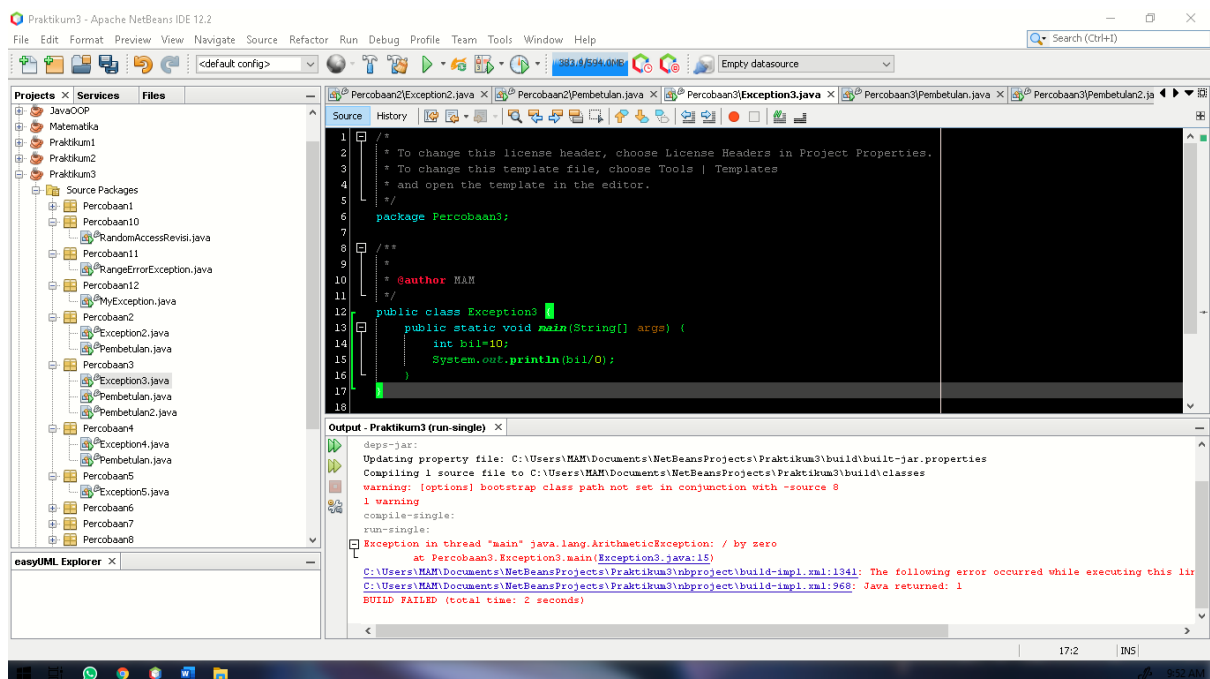 Praktikum3 - Apache NetBeans IDE 12.2
File Edit Format Preview View Navigate Source Refactor Run Debug Profile Team Tools Window Help
Search (Ctrl+I)
<default config>
383.9/594.0MB
Empty datasource
Projects × Services Files
JavaOOP
Matematika
Praktikum1
Praktikum2
Praktikum3
Source Packages
Percobaan1
Percobaan10
RandomAccessRevisi.java
Percobaan11
RangeErrorException.java
Percobaan12
MyException.java
Percobaan2
Exception2.java
Pembetulan.java
Percobaan3
Exception3.java
Pembetulan.java
Pembetulan2.java
Percobaan4
Exception4.java
Pembetulan.java
Percobaan5
Exception5.java
Percobaan6
Percobaan7
Percobaan8
easyUML Explorer ×
Percobaan2\Exception2.java × Percobaan2\Pembetulan.java × Percobaan3\Exception3.java × Percobaan3\Pembetulan.java × Percobaan3\Pembetulan2.ja
Source History
1 /*
2 * To change this license header, choose License Headers in Project Properties.
3 * To change this template file, choose Tools | Templates
4 * and open the template in the editor.
5 */
6 package Percobaan3;
7
8 /**
9 *
10 * @author MAM
11 */
12 public class Exception3 {
13 public static void main(String[] args) {
14 int bil=10;
15 System.out.println(bil/0);
16 }
17 }
18
Output - Praktikum3 (run-single) ×
deps-jar:
Updating property file: C:\Users\MAM\Documents\NetBeansProjects\Praktikum3\build\built-jar.properties
Compiling 1 source file to C:\Users\MAM\Documents\NetBeansProjects\Praktikum3\build\classes
warning: [options] bootstrap class path not set in conjunction with -source 8
1 warning
compile-single:
run-single:
Exception in thread "main" java.lang.ArithmeticException: / by zero
at Percobaan3.Exception3.main(Exception3.java:15)
C:\Users\MAM\Documents\NetBeansProjects\Praktikum3\nbproject\build-impl.xml:1341: The following error occurred while executing this lin
C:\Users\MAM\Documents\NetBeansProjects\Praktikum3\nbproject\build-impl.xml:968: Java returned: 1
BUILD FAILED (total time: 2 seconds)
17:2 INS
9:52 AM